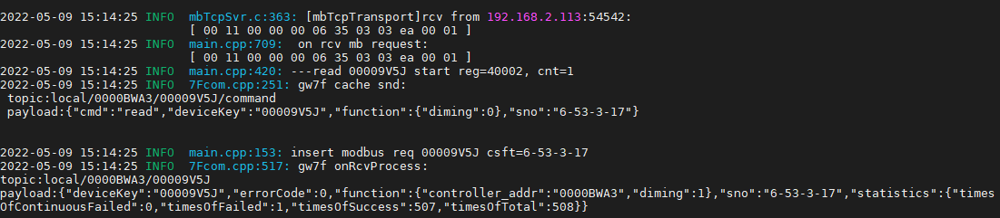 2022-05-09 15:14:25 INFO  mbTcpSvr.c:363: [mbTcpTransport]rcv from 192.168.2.113:54542:
[ 00 11 00 00 00 06 35 03 03 ea 00 01 ]
2022-05-09 15:14:25 INFO  main.cpp:709:  on rcv mb request:
[ 00 11 00 00 00 06 35 03 03 ea 00 01 ]
2022-05-09 15:14:25 INFO  main.cpp:420: ---read 00009V5J start reg=40002, cnt=1
2022-05-09 15:14:25 INFO  7Fcom.cpp:251: gw7f cache snd:
topic:local/0000BWA3/00009V5J/command
payload:{"cmd":"read","deviceKey":"00009V5J","function":{"diming":0},"sno":"6-53-3-17"}
2022-05-09 15:14:25 INFO  main.cpp:153: insert modbus req 00009V5J csft=6-53-3-17
2022-05-09 15:14:25 INFO  7Fcom.cpp:517: gw7f onRcvProcess:
topic:local/0000BWA3/00009V5J
payload:{"deviceKey":"00009V5J","errorCode":0,"function":{"controller_addr":"0000BWA3","diming":1},"sno":"6-53-3-17","statistics":{"times
OfContinuousFailed":0,"timesOfFailed":1,"timesOfSuccess":507,"timesOfTotal":508}}